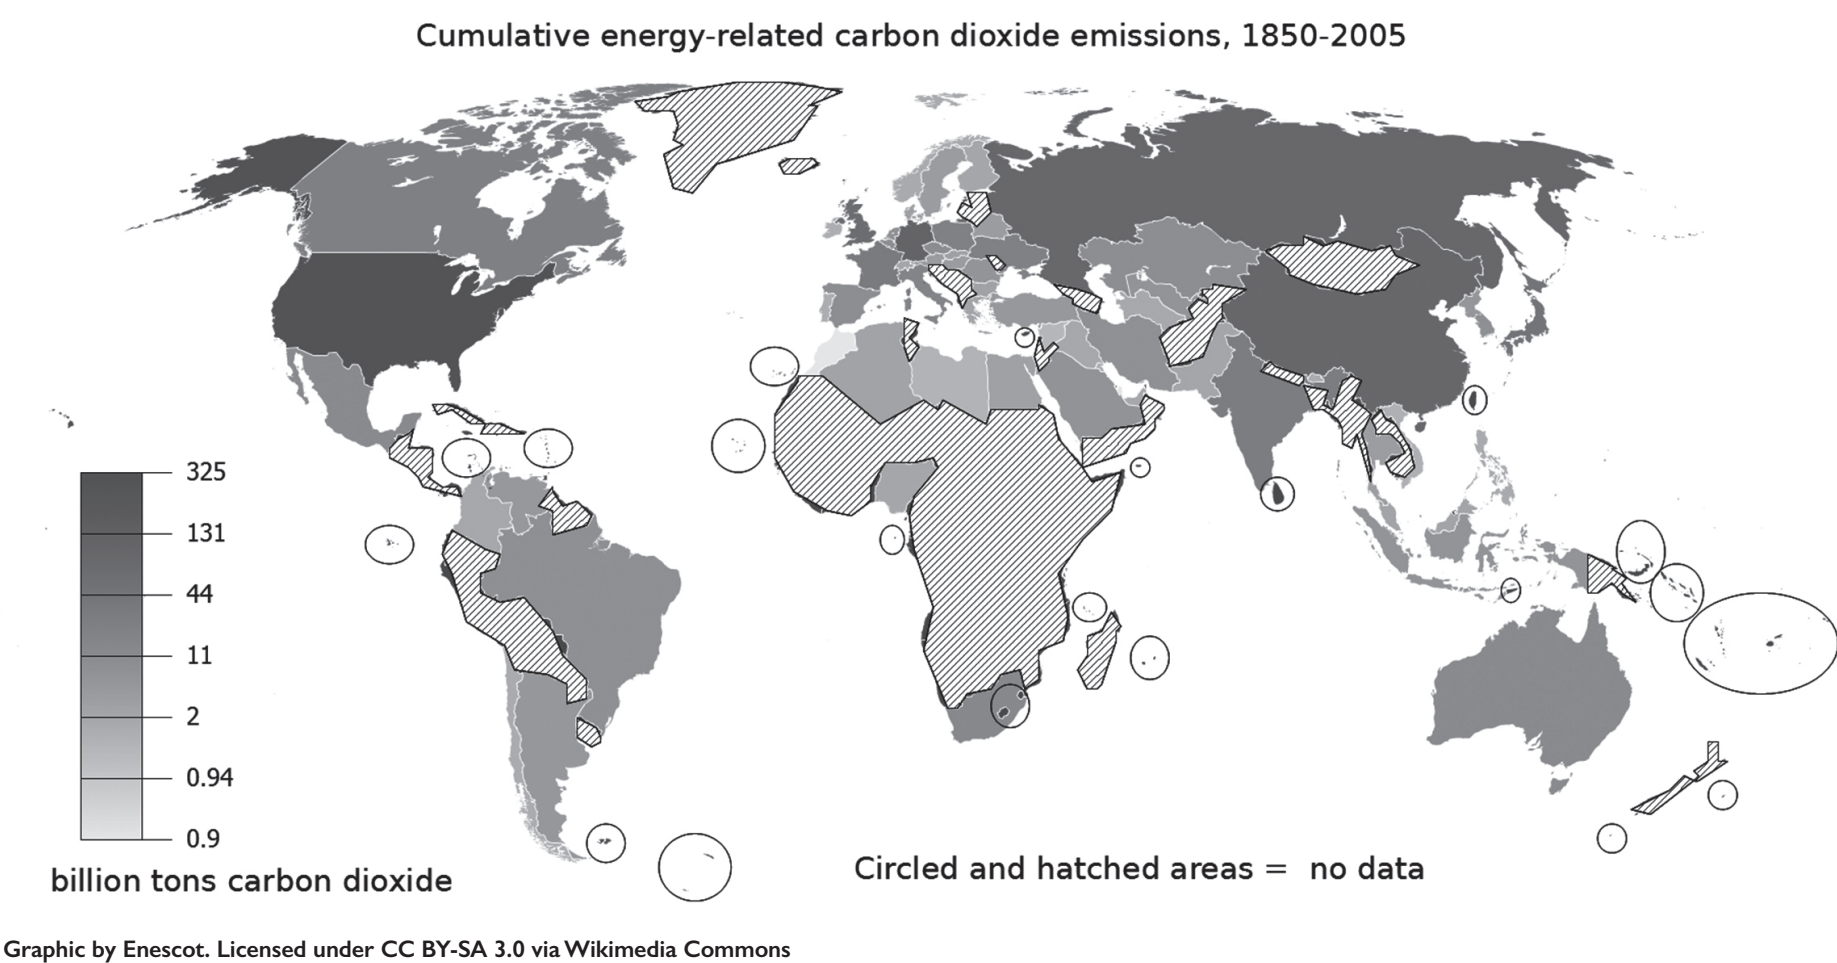 Cumulative energy-related carbon dioxide emissions, 1850-2005
325
131
44
11
2
0.94
0.9
billion tons carbon dioxide
Circled and hatched areas = no data
Graphic by Enescot. Licensed under CC BY-SA 3.0 via Wikimedia Commons